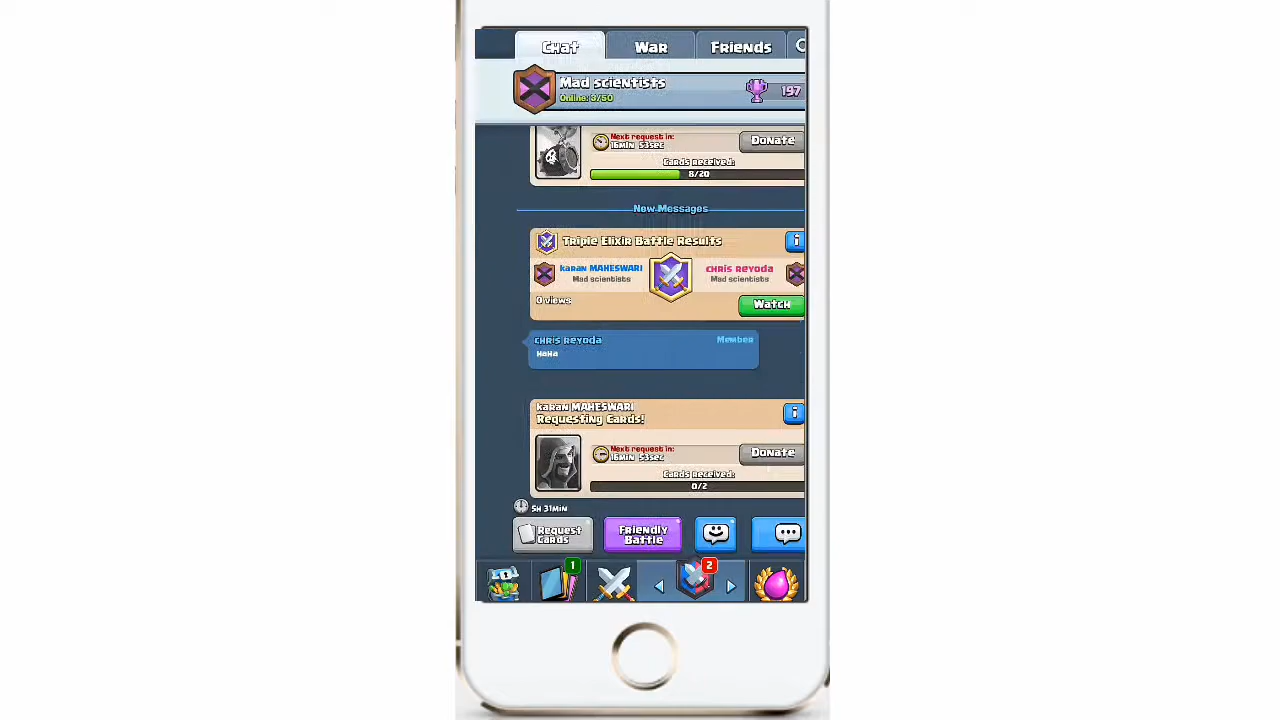 Chat War Friends
Mad scientists
Online: 3/50
197
Next request in:
16min 53sec
Donate
Cards received:
8/20
New Messages
Triple Elixir Battle Results
i
karan MAHESWARI
Mad scientists
CHRIS REYODA
Mad scientists
0 views
Watch
CHRIS REYODA Member
HaHa
karan MAHESWARI
Requesting Cards!
i
Next request in:
16min 53sec
Donate
Cards received:
0/2
5h 31min
Request
Cards
Friendly
Battle
1
2